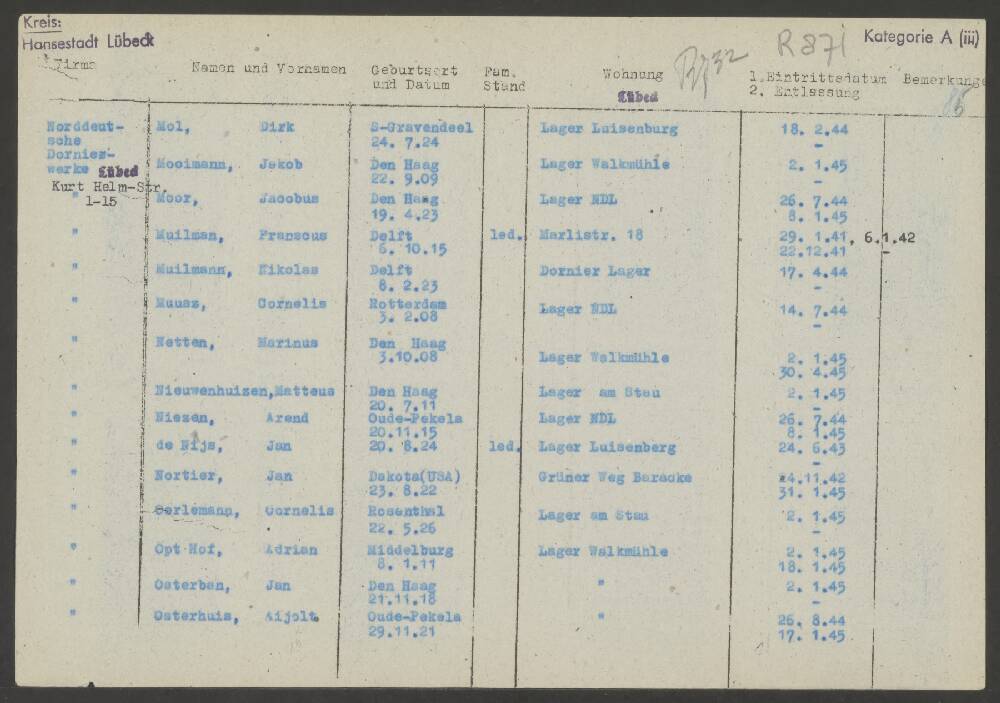 Kreis:
Hansestadt Lübeck
R 871
Kategorie A (iii)
Firma Namen und Vornamen Geburtsort Fam. Wohnung 1.Eintrittsdatum Bemerkunge
und Datum Stand Lübeck 2. Entlassung
Norddeut- Mol, Dirk S-Gravendeel Lager Luisenburg 18. 2.44
sche 24. 7.24 -
Dornier- Mooimann, Jakob Den Haag Lager Walkmühle 2. 1.45
werke Lübeck 22. 9.09 -
Kurt Helm-Str.
1-15 Moor, Jacobus Den Haag Lager NDL 26. 7.44
19. 4.23 8. 1.45
" Muilman, Franscus Delft led. Marlistr. 18 29. 1.41, 6.1.42
6. 10.15 22.12.41 -
" Muilmann, Nikolas Delft Dornier Lager 17. 4.44
8. 2.23 -
" Muusz, Cornelis Rotterdam Lager NDL 14. 7.44
3. 2.08 -
" Netten, Marinus Den Haag
3.10.08 Lager Walkmühle 2. 1.45
30. 4.45
" Nieuwenhuizen,Matteus Den Haag Lager am Stau 2. 1.45
20. 7.11 -
" Niezen, Arend Oude-Pekela Lager NDL 26. 7.44
20.11.15 8. 1.45
" de Nijs, Jan 20. 8.24 led. Lager Luisenberg 24. 6.43
-
" Nortier, Jan Dakota(USA) Grüner Weg Baracke 24.11.42
23. 8.22 31. 1.45
" Oerlemann, Cornelis Rosenthal Lager am Stau 2. 1.45
22. 5.26 -
" Opt Hof, Adrian Middelburg Lager Walkmühle 2. 1.45
8. 1.11 18. 1.45
" Osterban, Jan Den Haag " 2. 1.45
21.11.18 -
" Osterhuis, Aijolt Oude-Pekela " 26. 8.44
29.11.21 17. 1.45